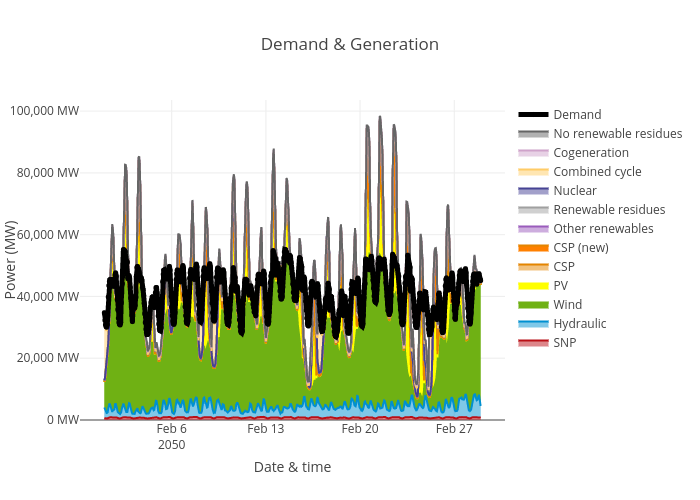 Demand & Generation
100,000 MW
80,000 MW
60,000 MW
40,000 MW
20,000 MW
0 MW
Power (MW)
Feb 6
2050
Feb 13
Feb 20
Feb 27
Date & time
Demand
No renewable residues
Cogeneration
Combined cycle
Nuclear
Renewable residues
Other renewables
CSP (new)
CSP
PV
Wind
Hydraulic
SNP